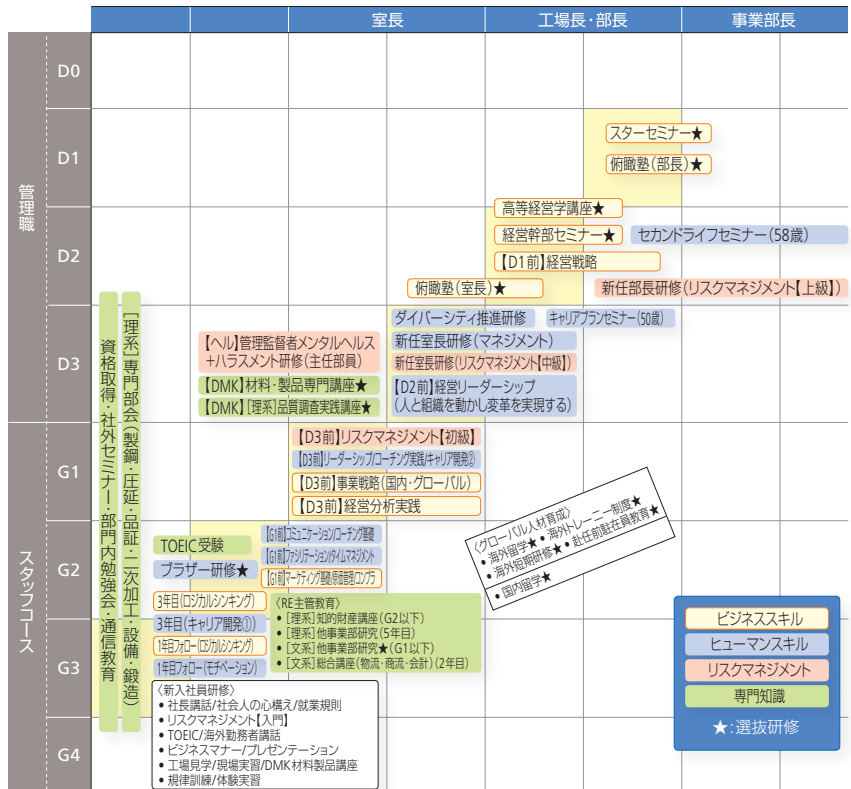 室長
工場長・部長
事業部長
管理職
D0
D1
スターセミナー★
俯瞰塾（部長）★
D2
高等経営学講座★
経営幹部セミナー★
セカンドライフセミナー（58歳）
【D1前】経営戦略
俯瞰塾（室長）★
新任部長研修（リスクマネジメント【上級】）
D3
ダイバーシティ推進研修
キャリアプランセミナー（50歳）
【ヘル】管理監督者メンタルヘルス
＋ハラスメント研修（主任部員）
新任室長研修（マネジメント）
新任室長研修（リスクマネジメント【中級】）
【DMK】材料・製品専門講座★
【DMK】［理系］品質調査実践講座★
【D2前】経営リーダーシップ
（人と組織を動かし変革を実現する）
資格取得・社外セミナー・部門内勉強会・通信教育
［理系］専門部会（製鋼・圧延・品証・二次加工・設備・鍛造）
スタッフコース
G1
【D3前】リスクマネジメント【初級】
【D3前】リーダーシップ/コーチング実践/キャリア開発②
【D3前】事業戦略（国内・グローバル）
【D3前】経営分析実践
〈グローバル人材育成〉
• 海外留学★ • 海外トレーニー制度★
• 海外短期研修★ • 赴任前駐在員教育★
• 国内留学★
G2
TOEIC受験
ブラザー研修★
【G1前】コミュニケーション/コーチング基礎
【G1前】ファシリテーション/タイムマネジメント
【G1前】マーケティング基礎/原価管理/コンプラ
3年目（ロジカルシンキング）
3年目（キャリア開発①）
1年目フォロー（ロジカルシンキング）
1年目フォロー（モチベーション）
〈RE主管教育〉
• ［理系］知的財産講座（G2以下）
• ［理系］他事業部研究（5年目）
• ［文系］他事業部研究★（G1以下）
• ［文系］総合講座（物流・商流・会計）（2年目）
G3
〈新入社員研修〉
• 社長講話/社会人の心構え/就業規則
• リスクマネジメント【入門】
• TOEIC/海外勤務者講話
• ビジネスマナー/プレゼンテーション
• 工場見学/現場実習/DMK材料製品講座
• 規律訓練/体験実習
G4
ビジネススキル
ヒューマンスキル
リスクマネジメント
専門知識
★：選抜研修